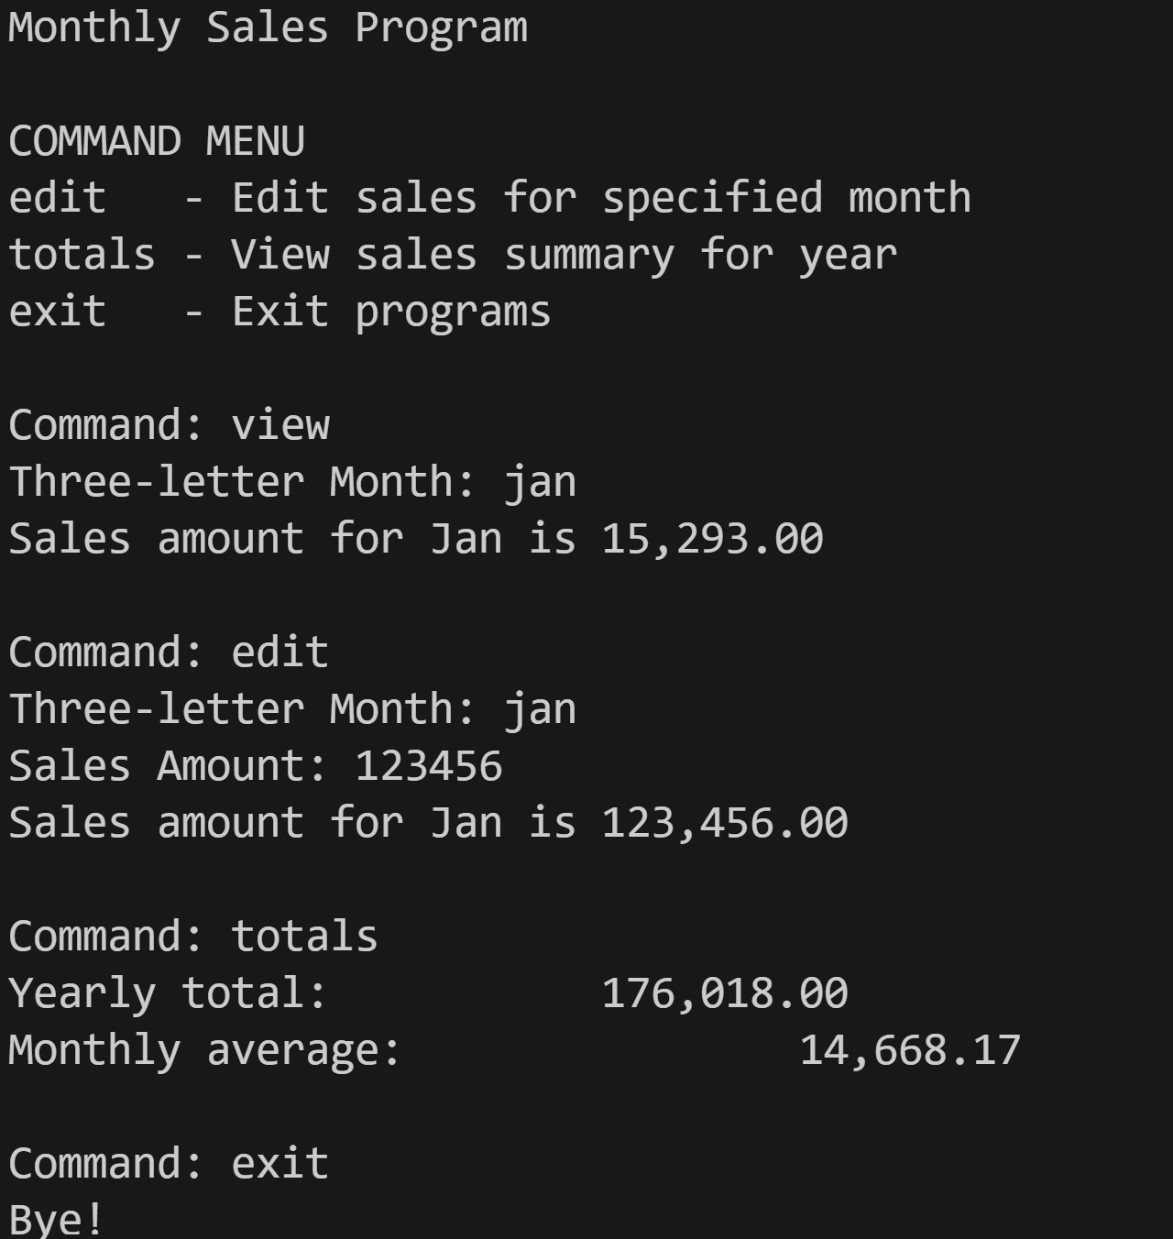 Monthly Sales Program

COMMAND MENU
edit   - Edit sales for specified month
totals - View sales summary for year
exit   - Exit programs

Command: view
Three-letter Month: jan
Sales amount for Jan is 15,293.00

Command: edit
Three-letter Month: jan
Sales Amount: 123456
Sales amount for Jan is 123,456.00

Command: totals
Yearly total:           176,018.00
Monthly average:                14,668.17

Command: exit
Bye!